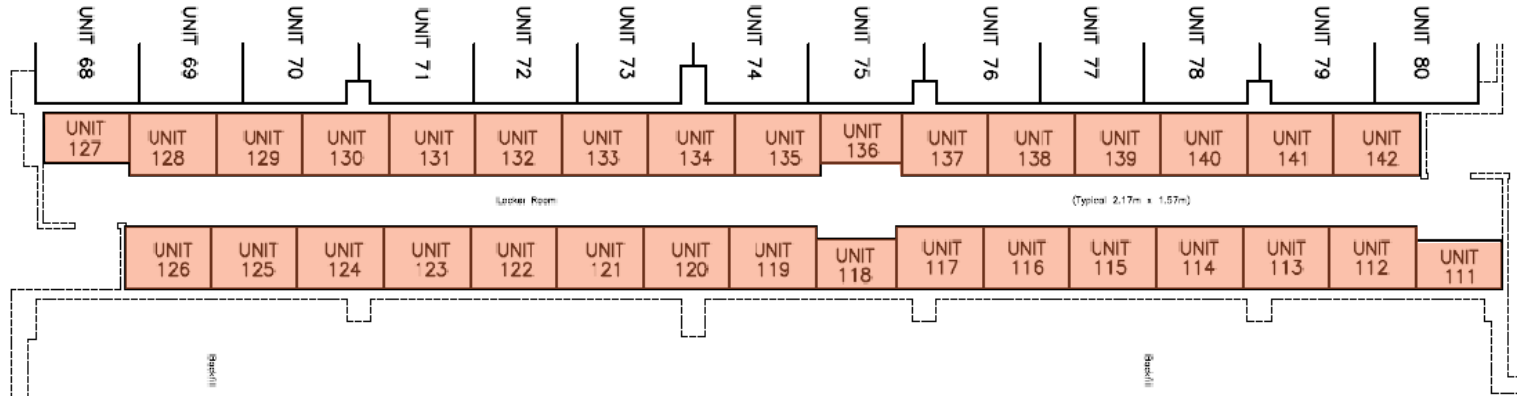 UNIT 68
UNIT 69
UNIT 70
UNIT 71
UNIT 72
UNIT 73
UNIT 74
UNIT 75
UNIT 76
UNIT 77
UNIT 78
UNIT 79
UNIT 80
UNIT
127
UNIT
128
UNIT
129
UNIT
130
UNIT
131
UNIT
132
UNIT
133
UNIT
134
UNIT
135
UNIT
136
UNIT
137
UNIT
138
UNIT
139
UNIT
140
UNIT
141
UNIT
142
Locker Room
(Typical 2.17m x 1.57m)
UNIT
126
UNIT
125
UNIT
124
UNIT
123
UNIT
122
UNIT
121
UNIT
120
UNIT
119
UNIT
118
UNIT
117
UNIT
116
UNIT
115
UNIT
114
UNIT
113
UNIT
112
UNIT
111
Backfill
Backfill